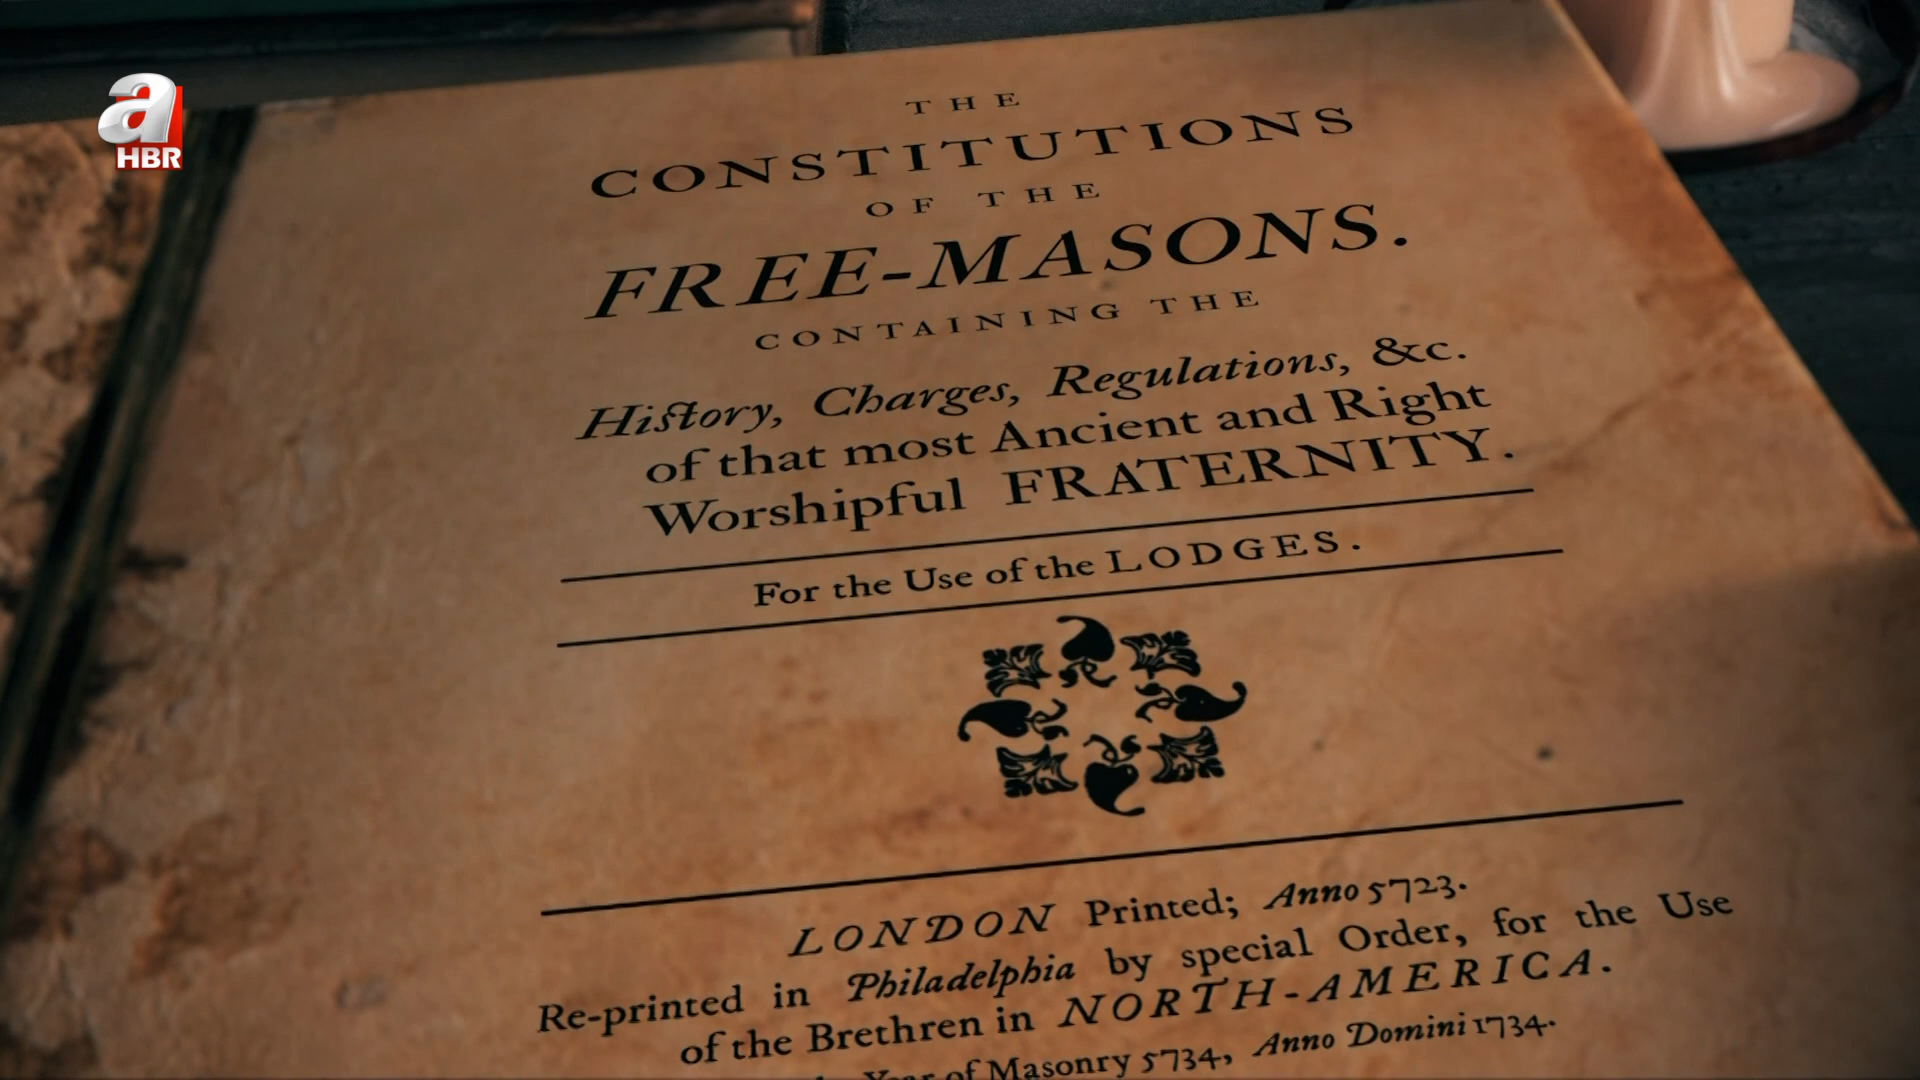 a
HBR
THE
CONSTITUTIONS
OF THE
FREE-MASONS.
CONTAINING THE
History, Charges, Regulations, &c.
of that most Ancient and Right
Worshipful FRATERNITY.
For the Use of the LODGES.
LONDON Printed; Anno 5723.
Re-printed in Philadelphia by special Order, for the Use
of the Brethren in NORTH-AMERICA.
Year of Masonry 5734, Anno Domini 1734.